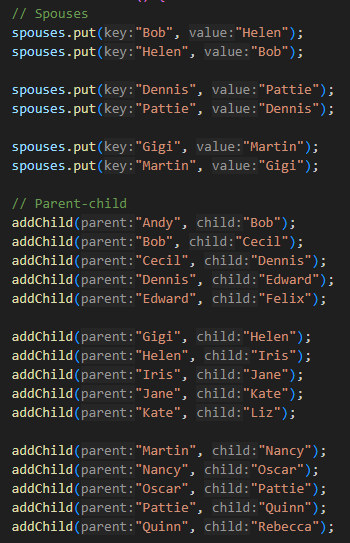 // Spouses
spouses.put(key:"Bob", value:"Helen");
spouses.put(key:"Helen", value:"Bob");
spouses.put(key:"Dennis", value:"Pattie");
spouses.put(key:"Pattie", value:"Dennis");
spouses.put(key:"Gigi", value:"Martin");
spouses.put(key:"Martin", value:"Gigi");
// Parent-child
addChild(parent:"Andy", child:"Bob");
addChild(parent:"Bob", child:"Cecil");
addChild(parent:"Cecil", child:"Dennis");
addChild(parent:"Dennis", child:"Edward");
addChild(parent:"Edward", child:"Felix");
addChild(parent:"Gigi", child:"Helen");
addChild(parent:"Helen", child:"Iris");
addChild(parent:"Iris", child:"Jane");
addChild(parent:"Jane", child:"Kate");
addChild(parent:"Kate", child:"Liz");
addChild(parent:"Martin", child:"Nancy");
addChild(parent:"Nancy", child:"Oscar");
addChild(parent:"Oscar", child:"Pattie");
addChild(parent:"Pattie", child:"Quinn");
addChild(parent:"Quinn", child:"Rebecca");